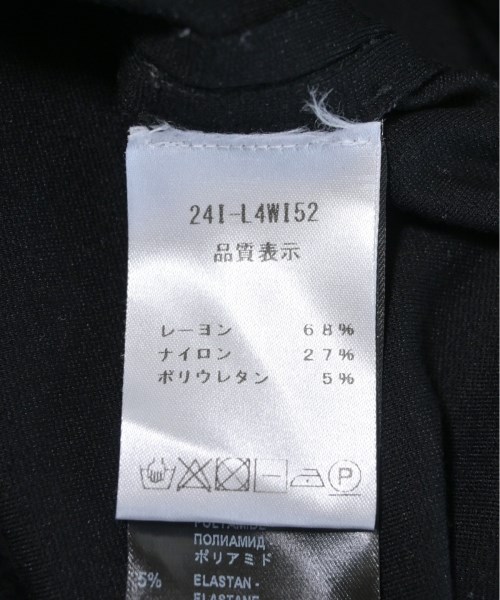 24I-L4WI52
品質表示
レーヨン 68%
ナイロン 27%
ポリウレタン 5%
P
ПОЛИАМИД
ポリアミド
5% ELASTAN -